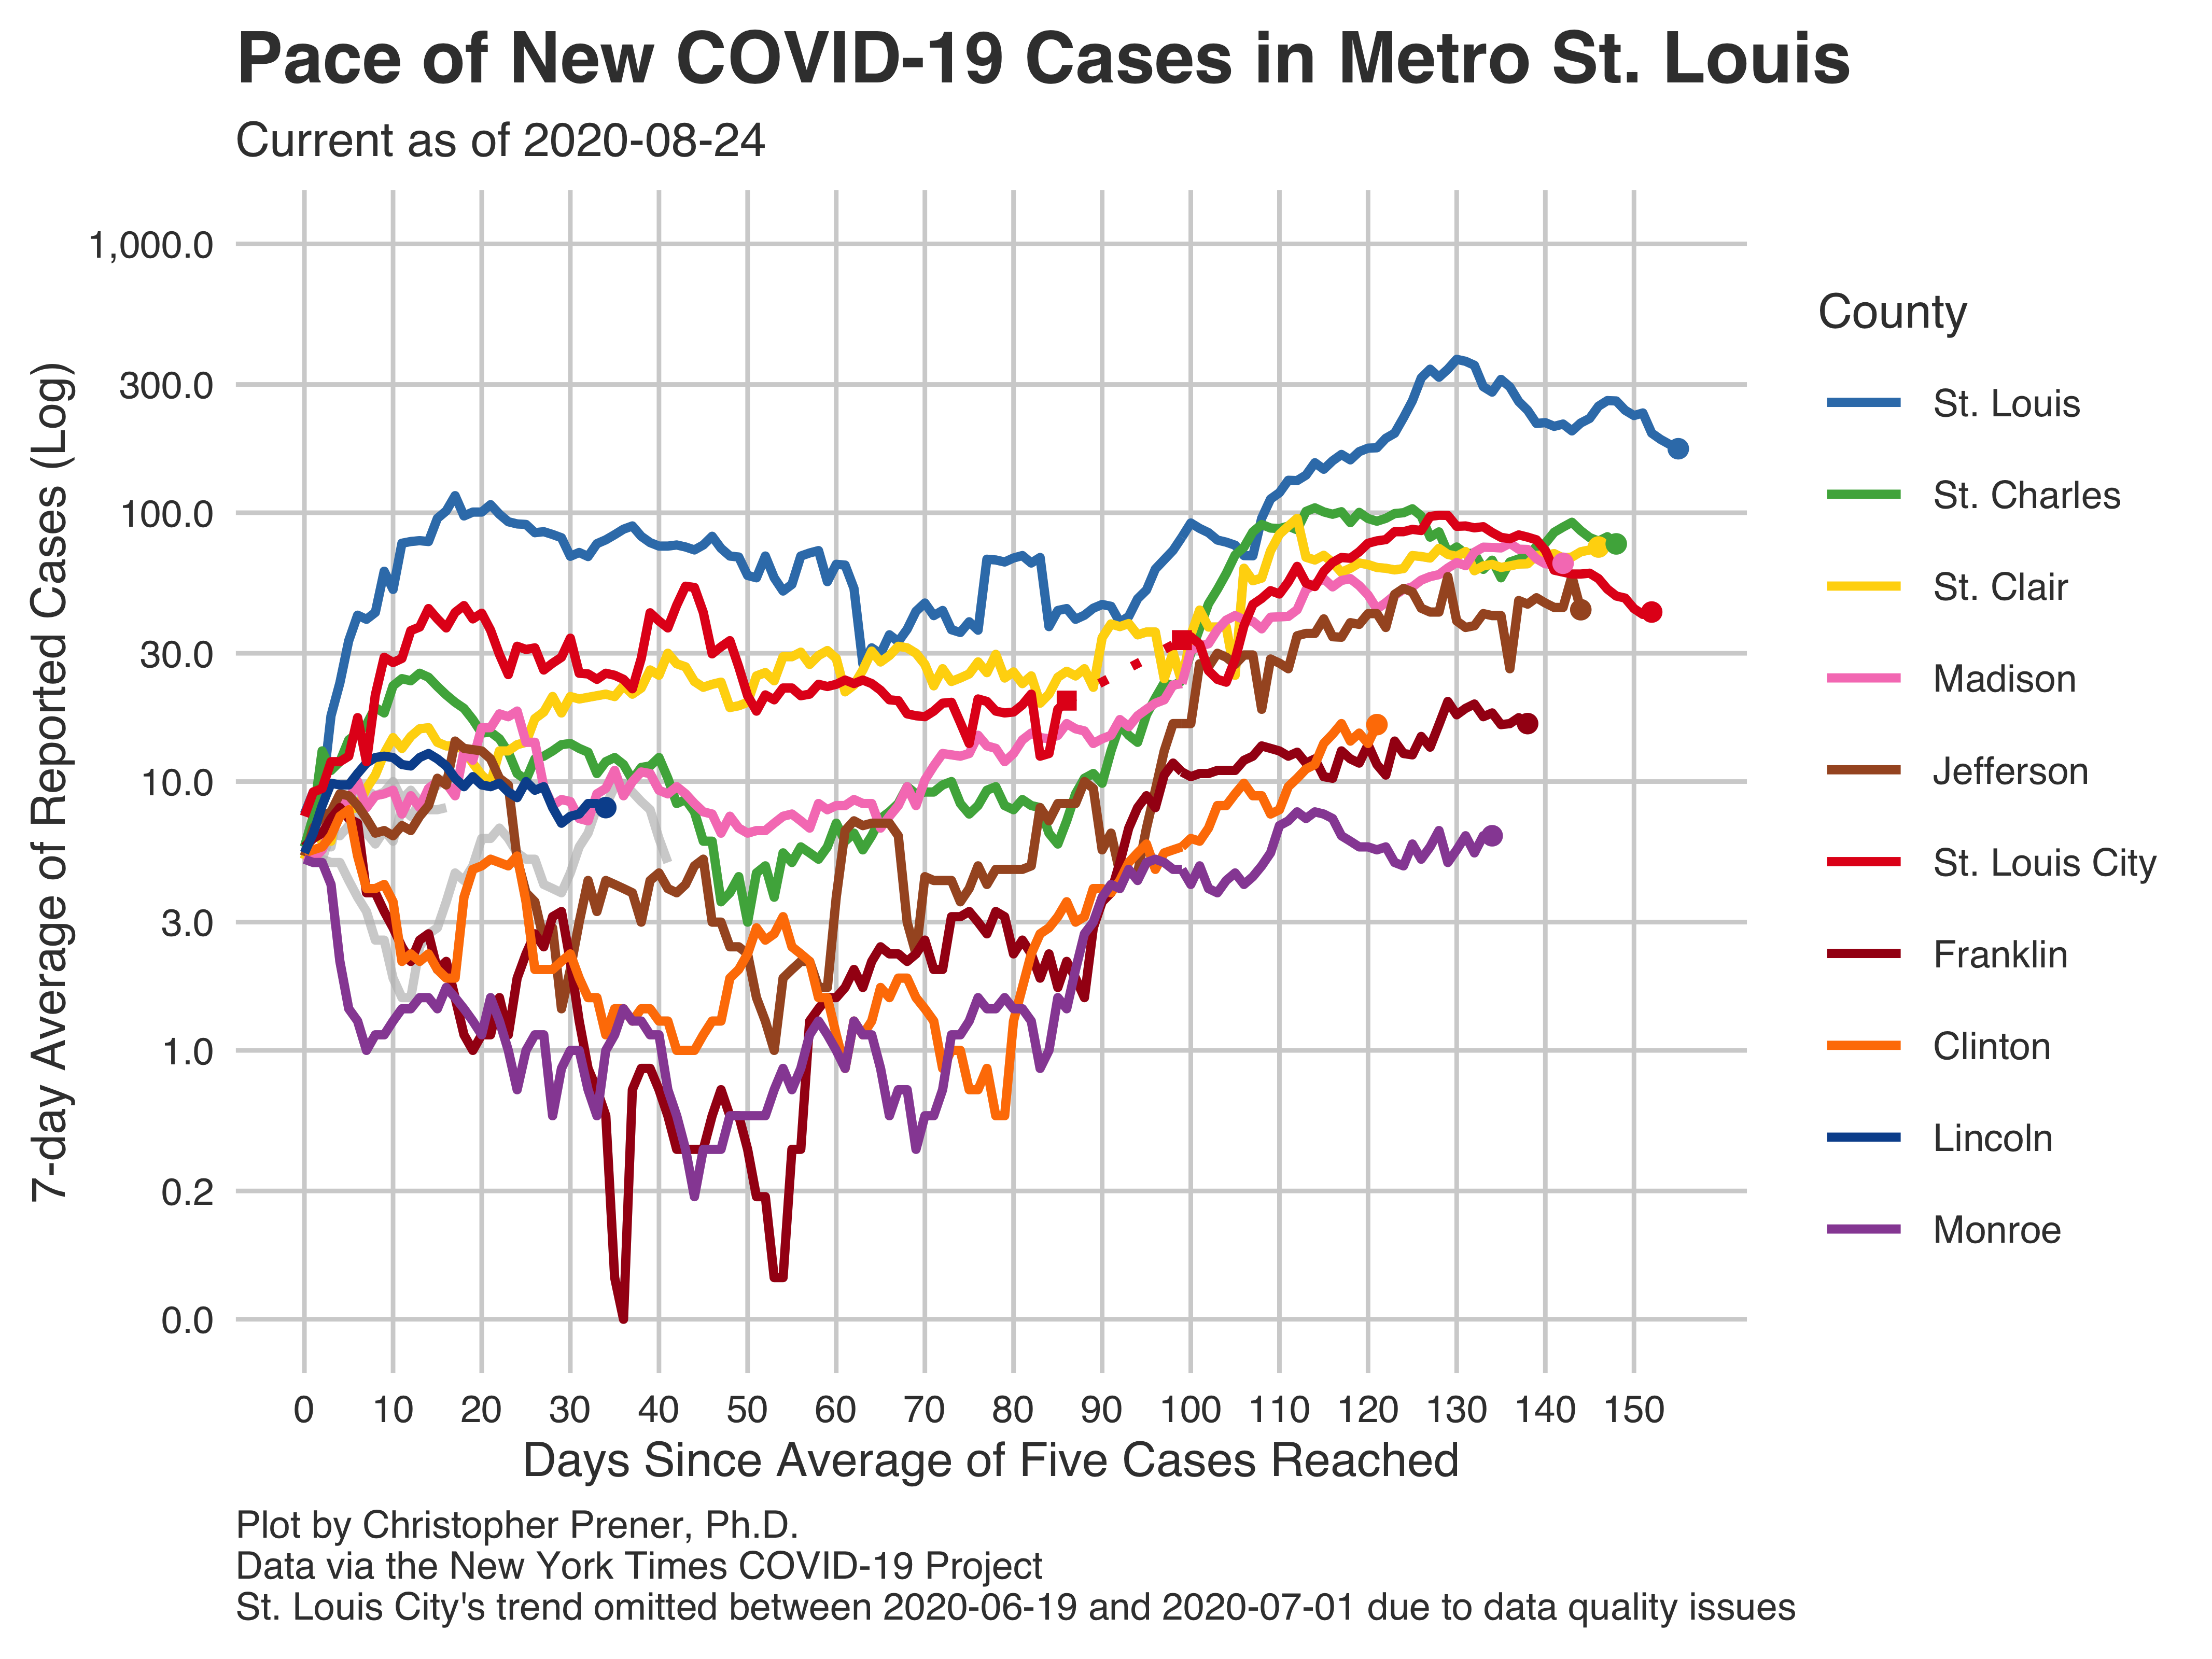 Pace of New COVID-19 Cases in Metro St. Louis
Current as of 2020-08-24
7-day Average of Reported Cases (Log)
1,000.0
300.0
100.0
30.0
10.0
3.0
1.0
0.2
0.0
0 10 20 30 40 50 60 70 80 90 100 110 120 130 140 150
Days Since Average of Five Cases Reached
County
St. Louis
St. Charles
St. Clair
Madison
Jefferson
St. Louis City
Franklin
Clinton
Lincoln
Monroe
Plot by Christopher Prener, Ph.D.
Data via the New York Times COVID-19 Project
St. Louis City's trend omitted between 2020-06-19 and 2020-07-01 due to data quality issues